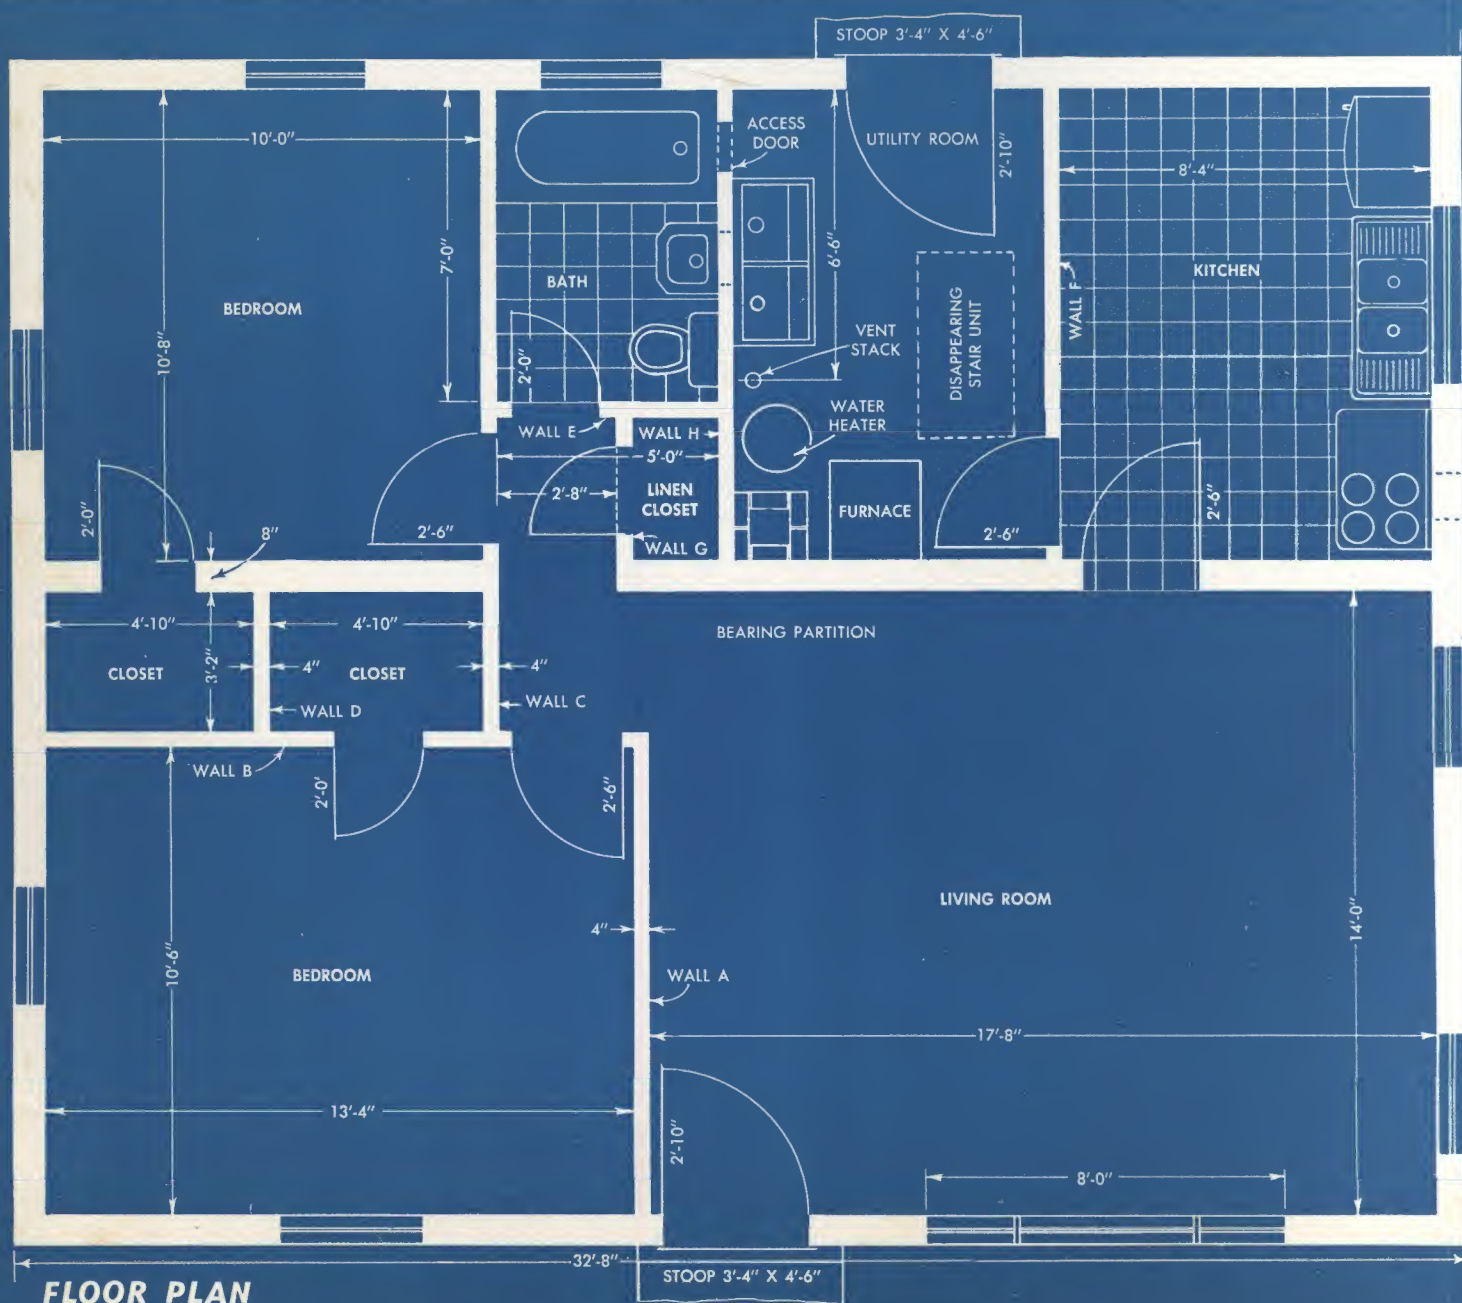 STOOP 3'-4" X 4'-6"
10'-0"
7'-0"
10'-8"
BEDROOM
2'-0"
8"
2'-6"
BATH
2'-0"
ACCESS
DOOR
UTILITY ROOM
2'-10"
6'-6"
VENT
STACK
DISAPPEARING
STAIR UNIT
WATER
HEATER
FURNACE
2'-6"
WALL F
8'-4"
KITCHEN
2'-6"
WALL E
WALL H
5'-0"
2'-8"
LINEN
CLOSET
WALL G
4'-10"
CLOSET
3'-2"
4"
4'-10"
CLOSET
4"
WALL D
WALL C
WALL B
BEARING PARTITION
2'-0'
2'-6"
10'-6"
BEDROOM
4"
WALL A
13'-4"
LIVING ROOM
14'-0"
17'-8"
2'-10"
8'-0"
32'-8"
STOOP 3'-4" X 4'-6"
FLOOR PLAN